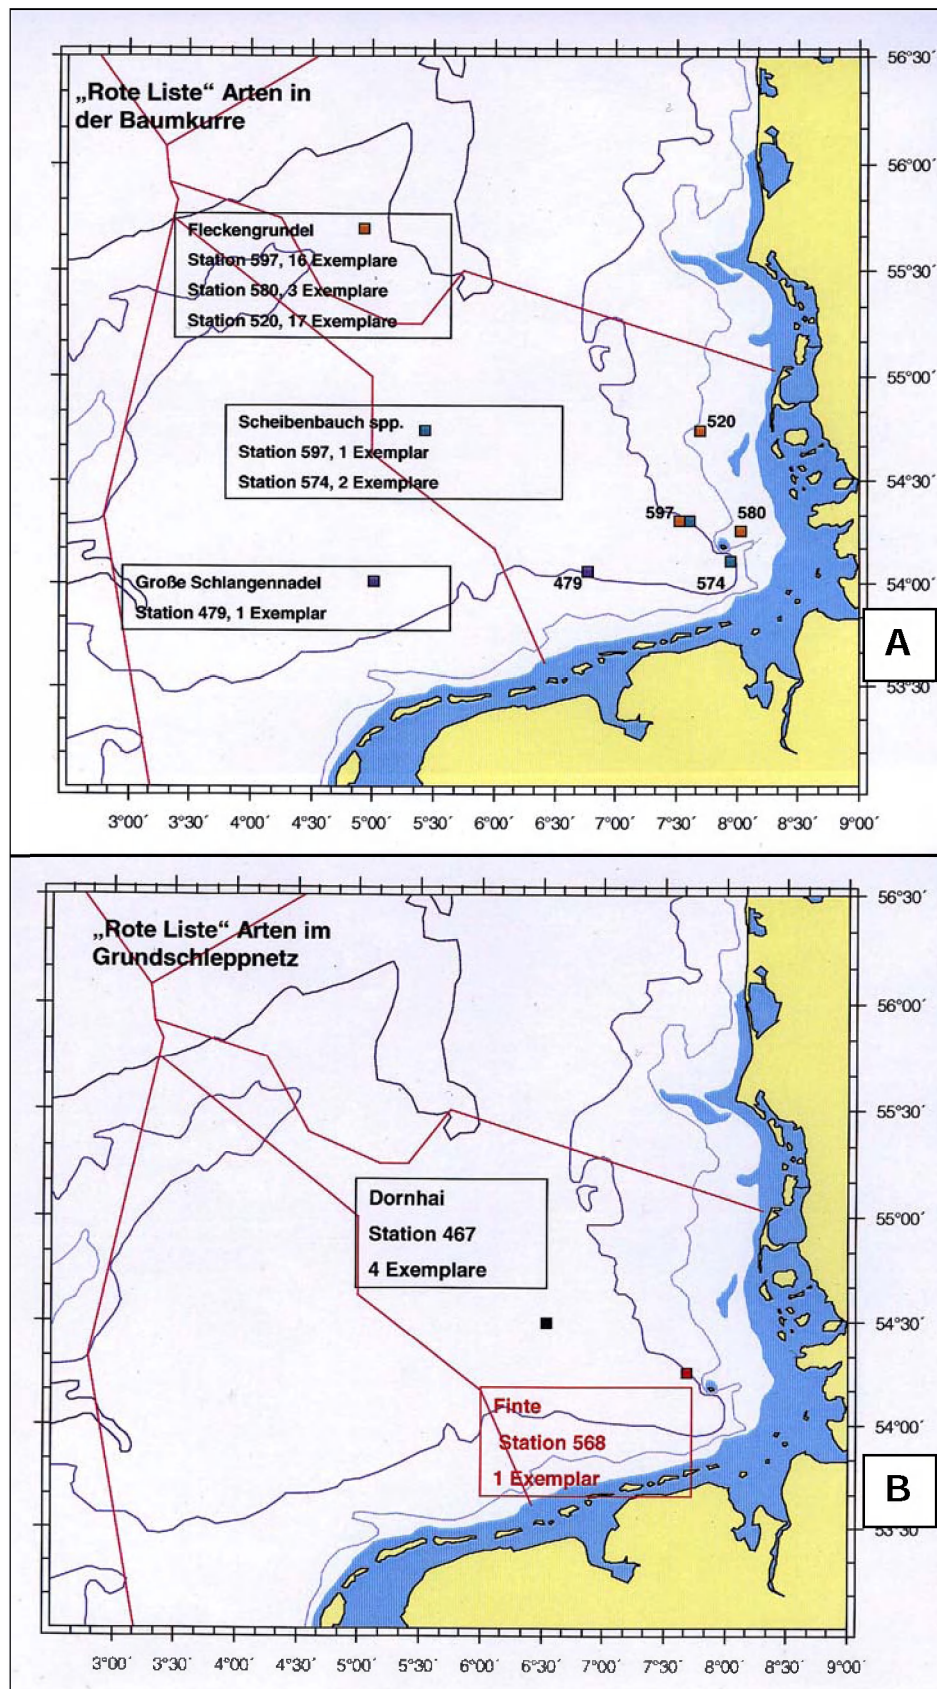 „Rote Liste“ Arten in
der Baumkurre
Fleckengrundel
Station 597, 16 Exemplare
Station 580, 3 Exemplare
Station 520, 17 Exemplare
Scheibenbauch spp.
Station 597, 1 Exemplar
Station 574, 2 Exemplare
Große Schlangennadel
Station 479, 1 Exemplar
520
597
580
479
574
56°30´
56°00´
55°30´
55°00´
54°30´
54°00´
53°30´
A
3°00´ 3°30´ 4°00´ 4°30´ 5°00´ 5°30´ 6°00´ 6°30´ 7°00´ 7°30´ 8°00´ 8°30´ 9°00´
„Rote Liste“ Arten im
Grundschleppnetz
Dornhai
Station 467
4 Exemplare
Finte
Station 568
1 Exemplar
56°30´
56°00´
55°30´
55°00´
54°30´
54°00´
53°30´
B
3°00´ 3°30´ 4°00´ 4°30´ 5°00´ 5°30´ 6°00´ 6°30´ 7°00´ 7°30´ 8°00´ 8°30´ 9°00´